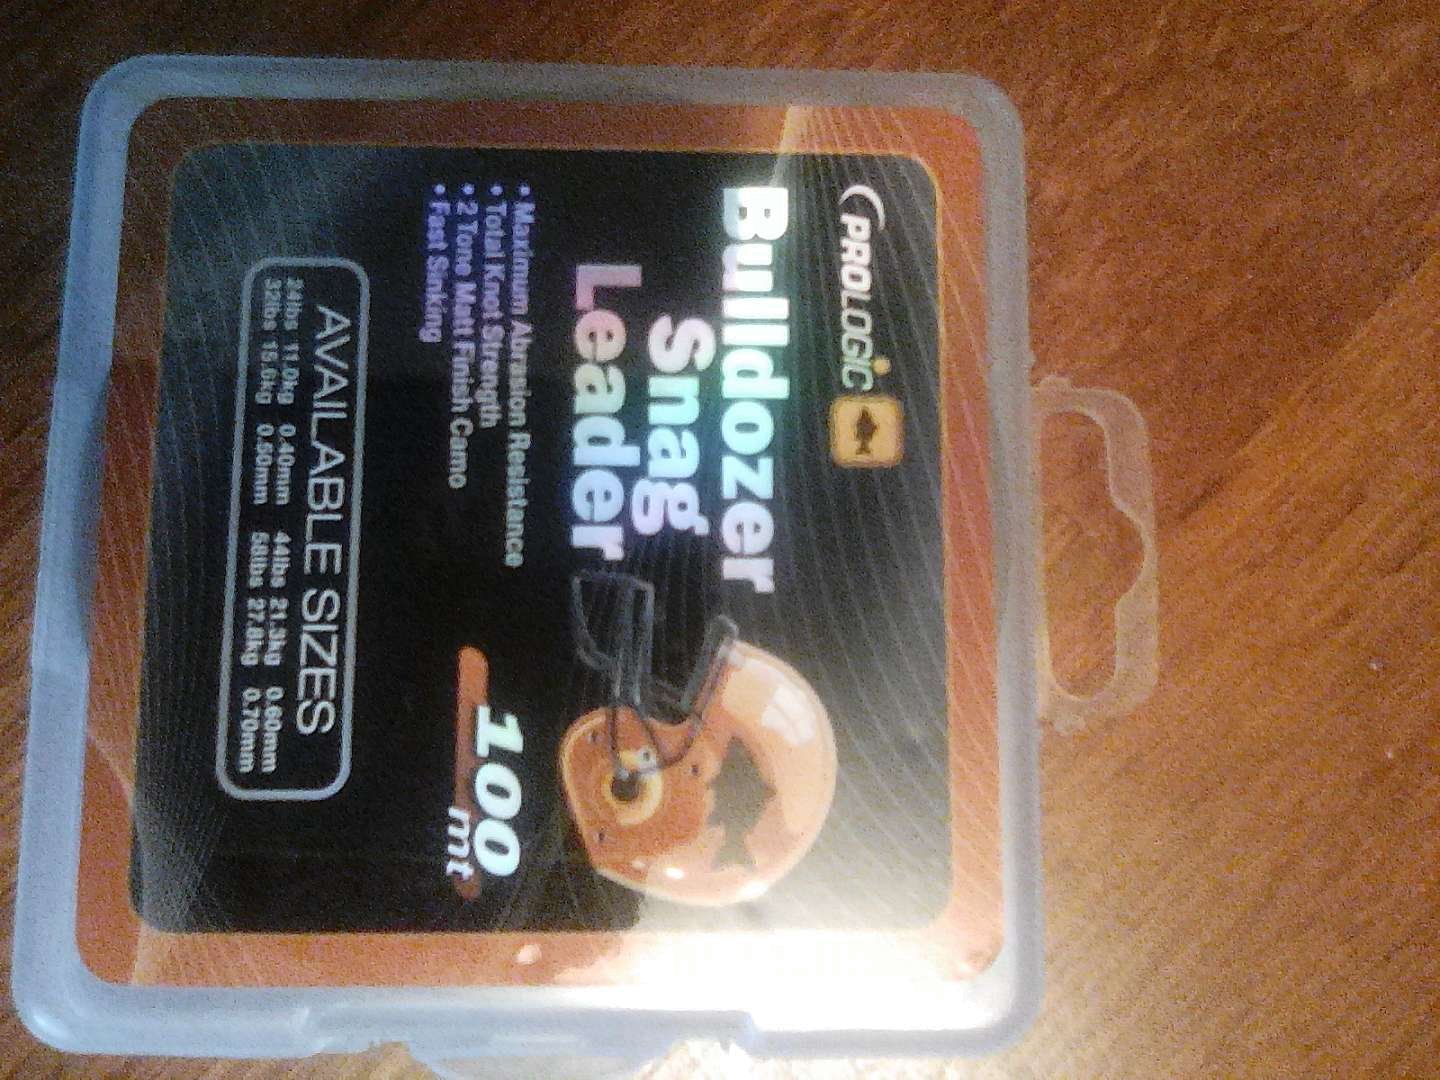 PROLOGIC
Bulldozer
Snag
Leader
• Maximum Abrasion Resistance
• Total Knot Strength
• 2 Tone Matt Finish Camo
• Fast Sinking
100 mt
AVAILABLE SIZES
24lbs 11.0kg 0.40mm 44lbs 21.3kg 0.60mm
32lbs 15.0kg 0.50mm 58lbs 27.8kg 0.70mm